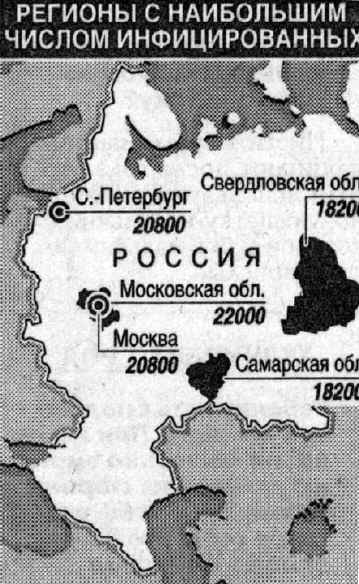 РЕГИОНЫ С НАИБОЛЬШИМ
ЧИСЛОМ ИНФИЦИРОВАННЫХ
С.-Петербург
20800
Свердловская обл
18200
РОССИЯ
Московская обл.
22000
Москва
20800
Самарская обл
18200